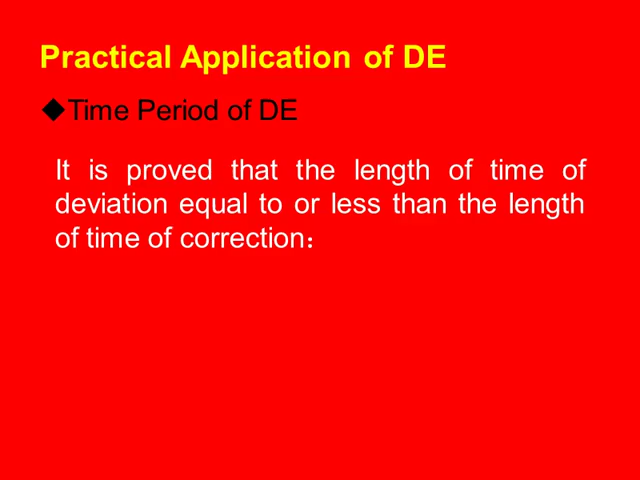 Practical Application of DE
◆Time Period of DE
It is proved that the length of time of
deviation equal to or less than the length
of time of correction：